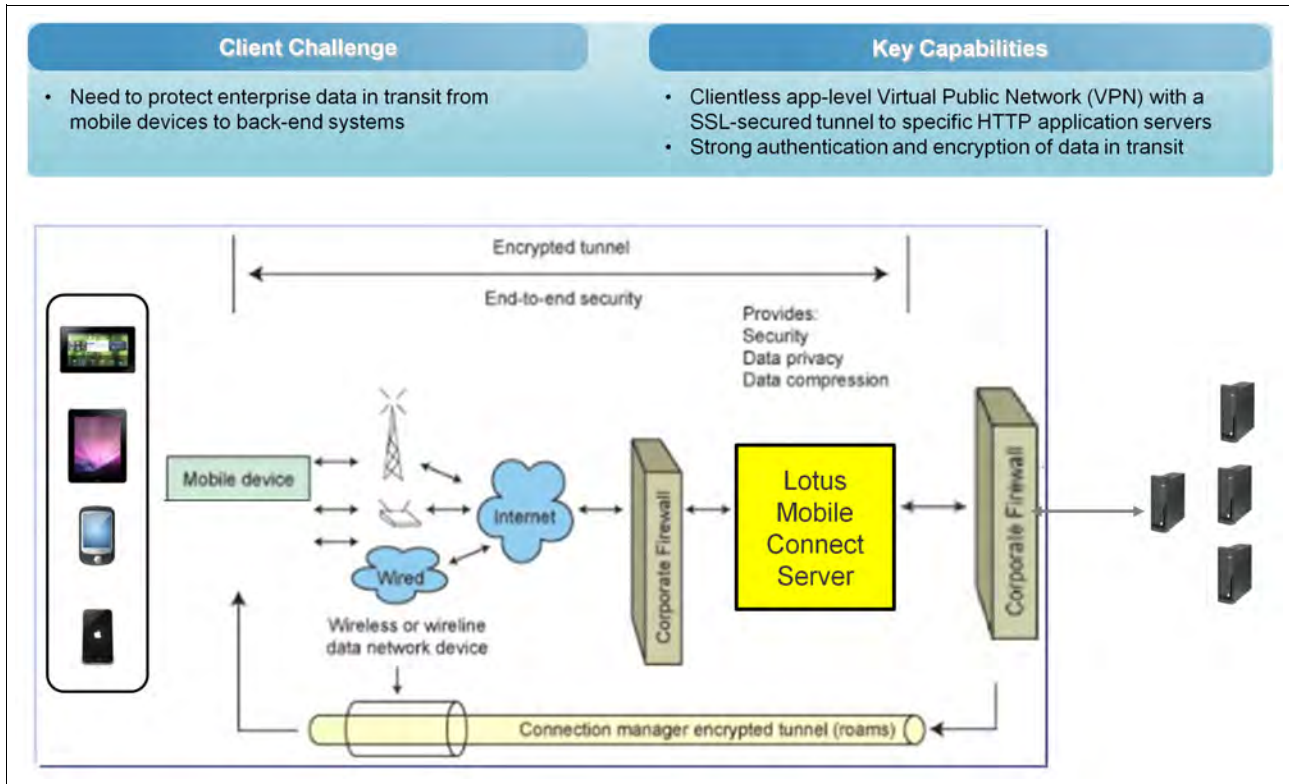 Client Challenge
• Need to protect enterprise data in transit from
mobile devices to back-end systems
Key Capabilities
• Clientless app-level Virtual Public Network (VPN) with a
SSL-secured tunnel to specific HTTP application servers
• Strong authentication and encryption of data in transit
Encrypted tunnel
End-to-end security
Provides:
Security
Data privacy
Data compression
Mobile device
Internet
Wired
Wireless or wireline
data network device
Corporate Firewall
Lotus
Mobile
Connect
Server
Corporate Firewall
Connection manager encrypted tunnel (roams)